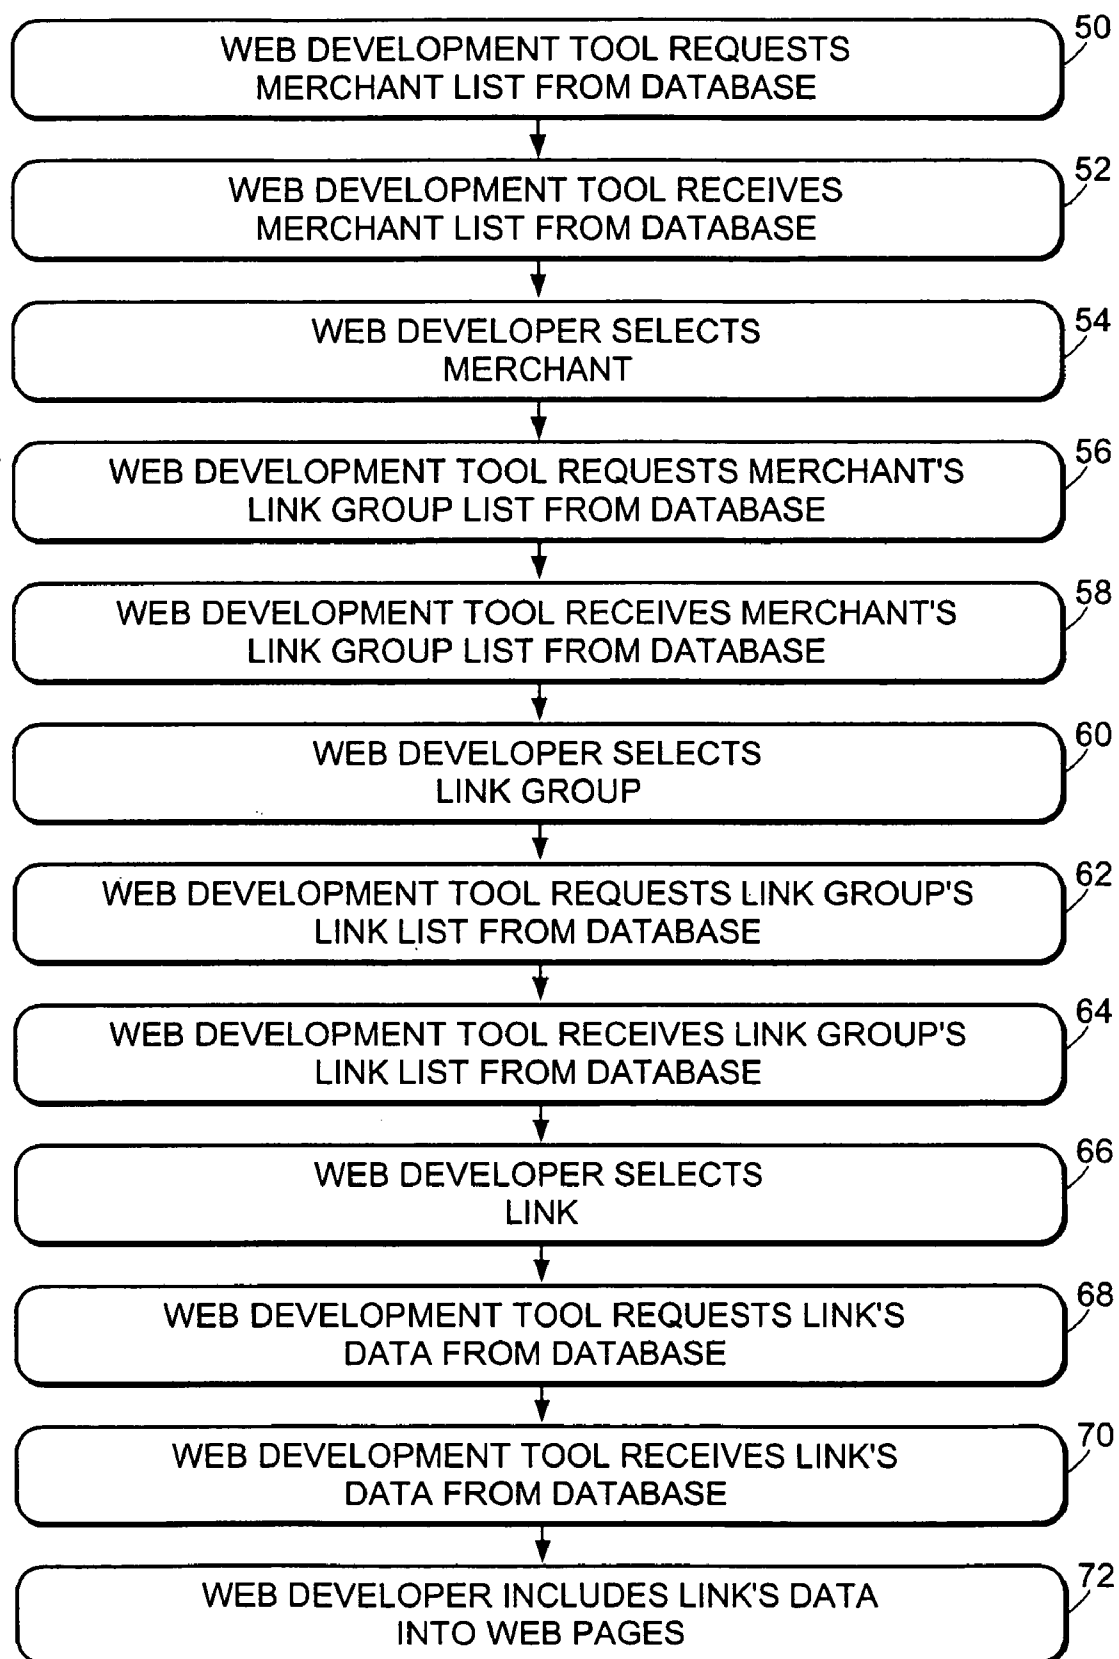 50
WEB DEVELOPMENT TOOL REQUESTS
MERCHANT LIST FROM DATABASE
52
WEB DEVELOPMENT TOOL RECEIVES
MERCHANT LIST FROM DATABASE
54
WEB DEVELOPER SELECTS
MERCHANT
56
WEB DEVELOPMENT TOOL REQUESTS MERCHANT'S
LINK GROUP LIST FROM DATABASE
58
WEB DEVELOPMENT TOOL RECEIVES MERCHANT'S
LINK GROUP LIST FROM DATABASE
60
WEB DEVELOPER SELECTS
LINK GROUP
62
WEB DEVELOPMENT TOOL REQUESTS LINK GROUP'S
LINK LIST FROM DATABASE
64
WEB DEVELOPMENT TOOL RECEIVES LINK GROUP'S
LINK LIST FROM DATABASE
66
WEB DEVELOPER SELECTS
LINK
68
WEB DEVELOPMENT TOOL REQUESTS LINK'S
DATA FROM DATABASE
70
WEB DEVELOPMENT TOOL RECEIVES LINK'S
DATA FROM DATABASE
72
WEB DEVELOPER INCLUDES LINK'S DATA
INTO WEB PAGES